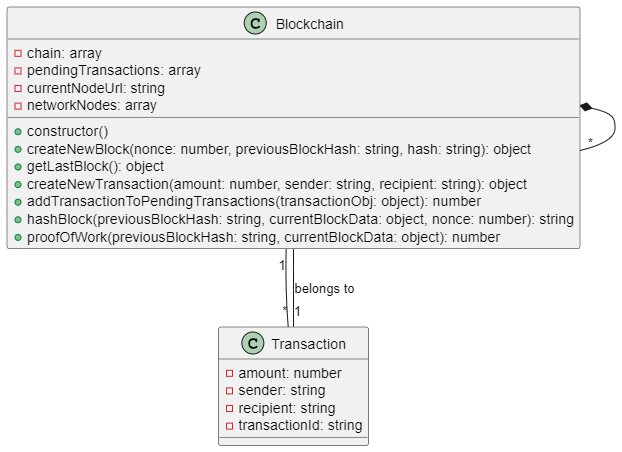 C Blockchain
chain: array
pendingTransactions: array
currentNodeUrl: string
networkNodes: array
constructor()
createNewBlock(nonce: number, previousBlockHash: string, hash: string): object
getLastBlock(): object
createNewTransaction(amount: number, sender: string, recipient: string): object
addTransactionToPendingTransactions(transactionObj: object): number
hashBlock(previousBlockHash: string, currentBlockData: object, nonce: number): string
proofOfWork(previousBlockHash: string, currentBlockData: object): number
*
1
belongs to
* 1
C Transaction
amount: number
sender: string
recipient: string
transactionId: string